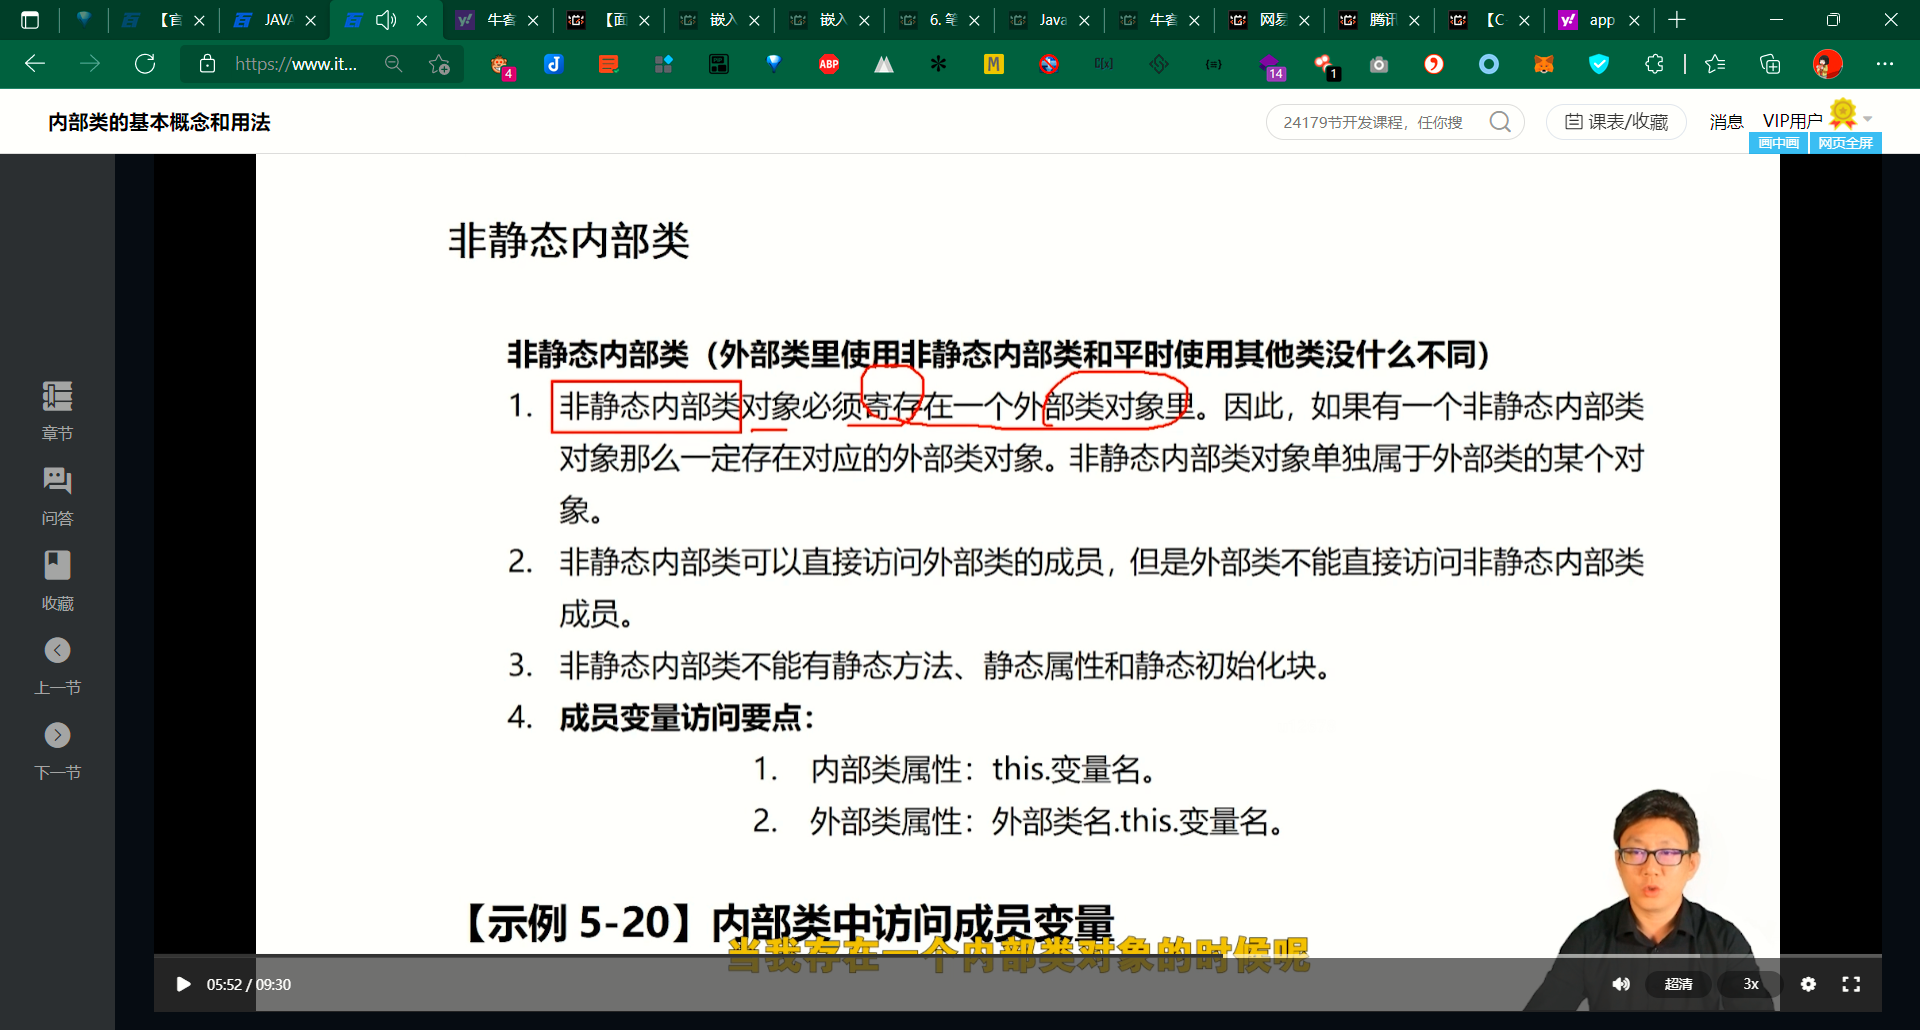 【官
JAVA
牛客
【面
嵌入
嵌入
6. 笔
Java
牛客
网易
腾讯
【C
app
https://www.it...
4
ABP
M
14
1
内部类的基本概念和用法
24179节开发课程，任你搜
课表/收藏
消息
VIP用户
画中画
网页全屏
章节
问答
收藏
上一节
下一节
非静态内部类
非静态内部类（外部类里使用非静态内部类和平时使用其他类没什么不同）
1. 非静态内部类对象必须寄存在一个外部类对象里。因此，如果有一个非静态内部类
对象那么一定存在对应的外部类对象。非静态内部类对象单独属于外部类的某个对
象。
2. 非静态内部类可以直接访问外部类的成员，但是外部类不能直接访问非静态内部类
成员。
3. 非静态内部类不能有静态方法、静态属性和静态初始化块。
4. 成员变量访问要点：
1. 内部类属性：this.变量名。
2. 外部类属性：外部类名.this.变量名。
【示例 5-20】内部类中访问成员变量
当我存在一个内部类对象的时候呢
05:52 / 09:30
超清
3x